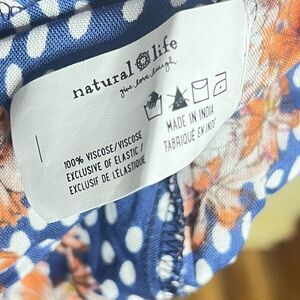 natural life
give. love. laugh.
MADE IN INDIA
FABRIQUÉ EN INDE
100% VISCOSE/VISCOSE
EXCLUSIVE OF ELASTIC /
EXCLUSIF DE L'ÉLASTIQUE